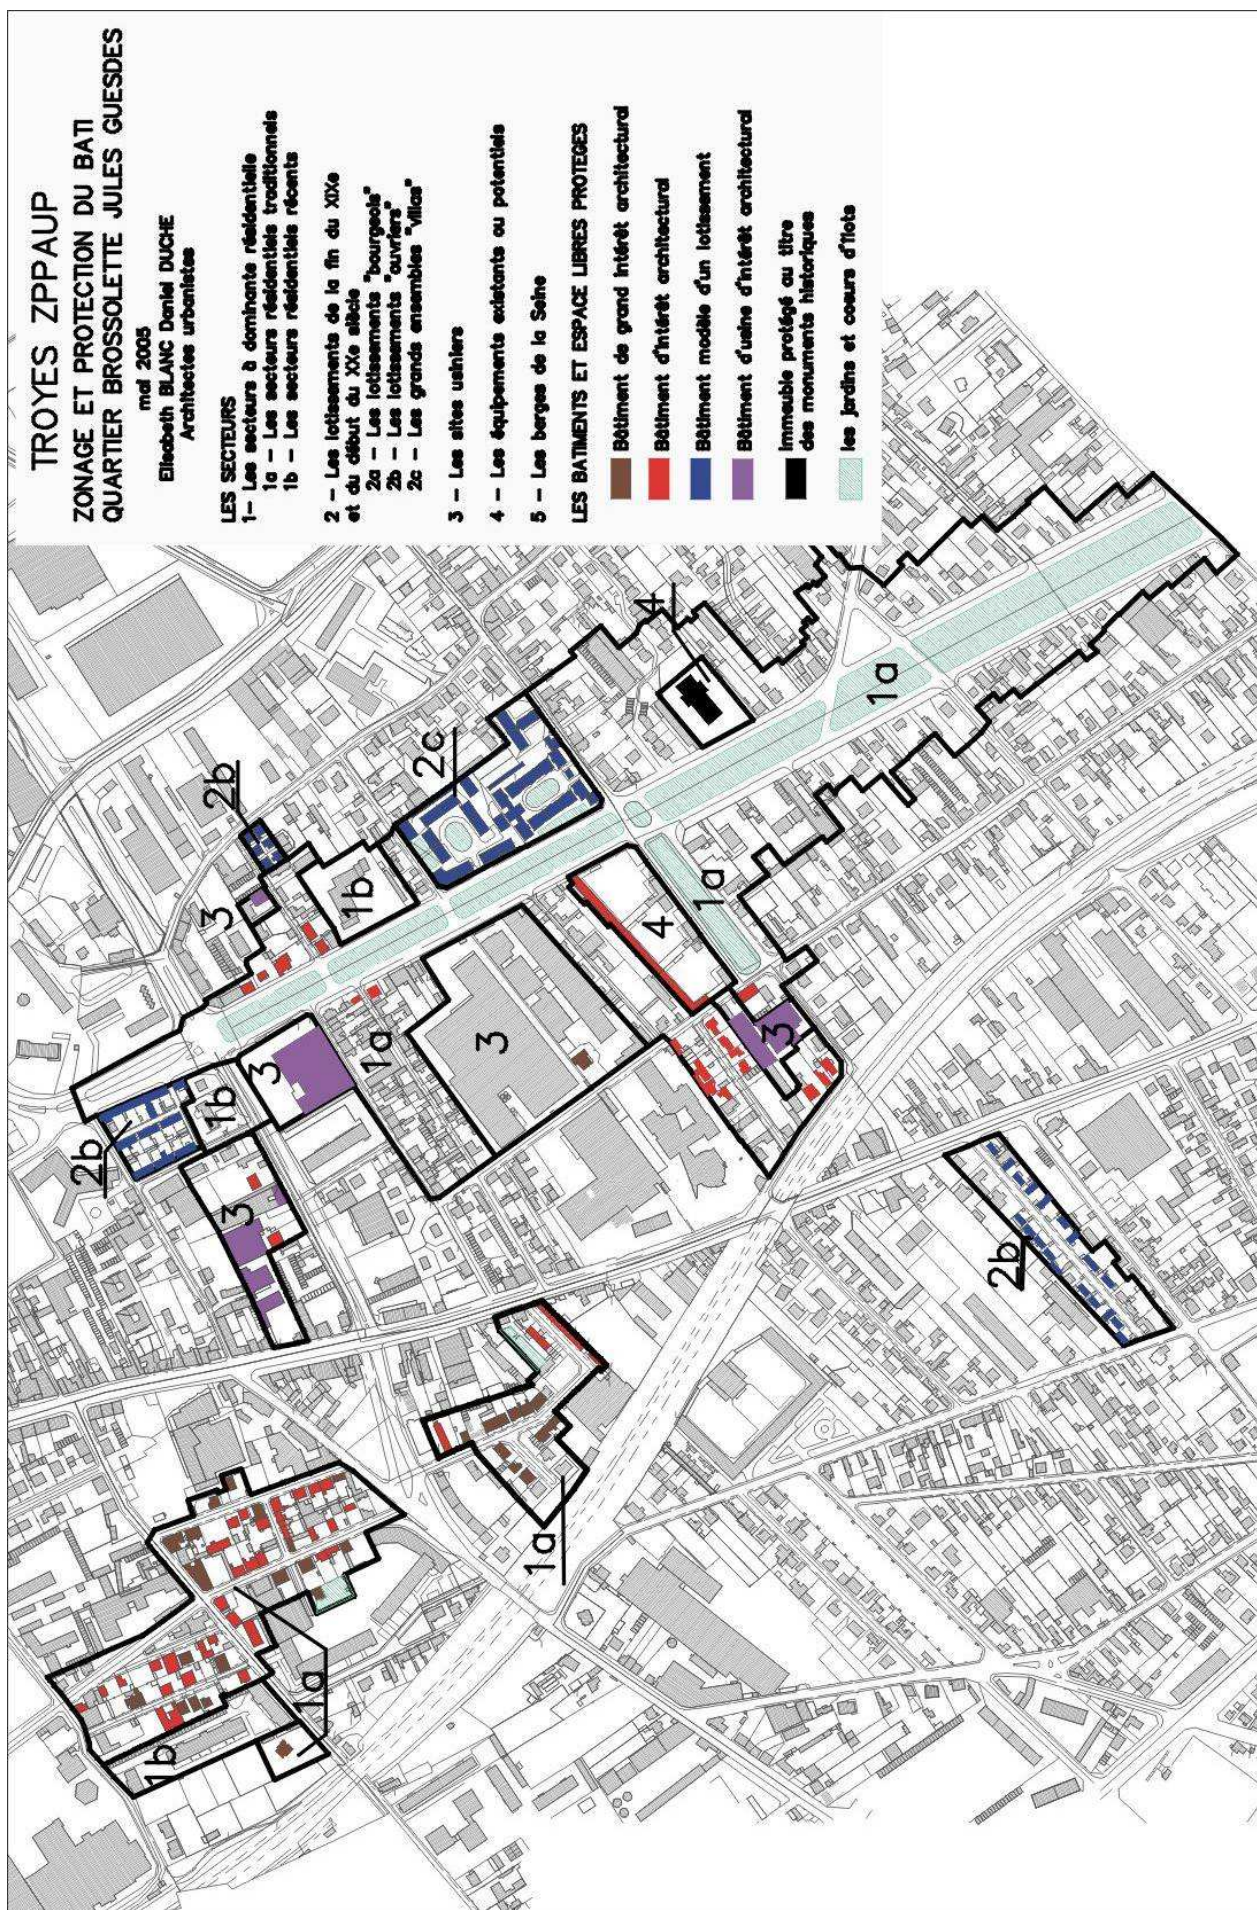 TROYES ZPPAUP
ZONAGE ET PROTECTION DU BATI
QUARTIER BROSSOLETTE JULES GUESDES
mai 2005
Elisabeth BLANC Daniel DUCHE
Architectes urbanistes
LES SECTEURS
1– Les secteurs à dominante résidentielle
1a – Les secteurs résidentiels traditionnels
1b – Les secteurs résidentiels récents
2 – Les lotissements de la fin du XIXe
et du début du XXe siècle
2a – Les lotissements "bourgeois"
2b – Les lotissements "ouvriers"
2c – Les grands ensembles "villas"
3 – Les sites usiniers
4 – Les équipements existants ou potentiels
5 – Les berges de la Seine
LES BATIMENTS ET ESPACE LIBRES PROTEGES
Bâtiment de grand intérêt architectural
Bâtiment d'intérêt architectural
Bâtiment modèle d'un lotissement
Bâtiment d'usine d'intérêt architectural
Immeuble protégé au titre
des monuments historiques
les jardins et coeurs d'îlots
2b
3
1b
2c
4
1a
2b
1b
3
3
1a
3
4
1a
3
2b
1a
1a
1b